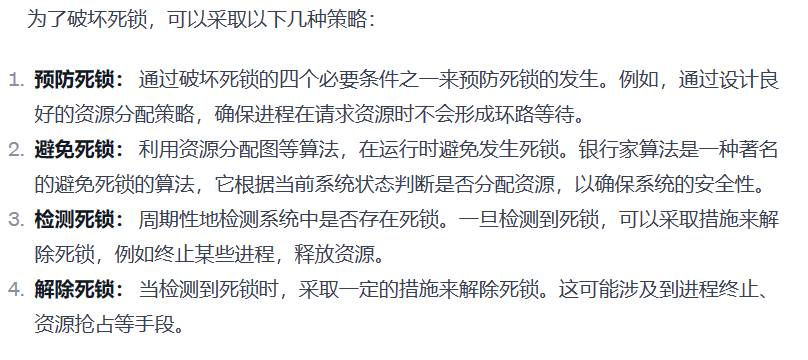 为了破坏死锁，可以采取以下几种策略：
1. 预防死锁： 通过破坏死锁的四个必要条件之一来预防死锁的发生。例如，通过设计良
好的资源分配策略，确保进程在请求资源时不会形成环路等待。
2. 避免死锁： 利用资源分配图等算法，在运行时避免发生死锁。银行家算法是一种著名
的避免死锁的算法，它根据当前系统状态判断是否分配资源，以确保系统的安全性。
3. 检测死锁： 周期性地检测系统中是否存在死锁。一旦检测到死锁，可以采取措施来解
除死锁，例如终止某些进程，释放资源。
4. 解除死锁： 当检测到死锁时，采取一定的措施来解除死锁。这可能涉及到进程终止、
资源抢占等手段。